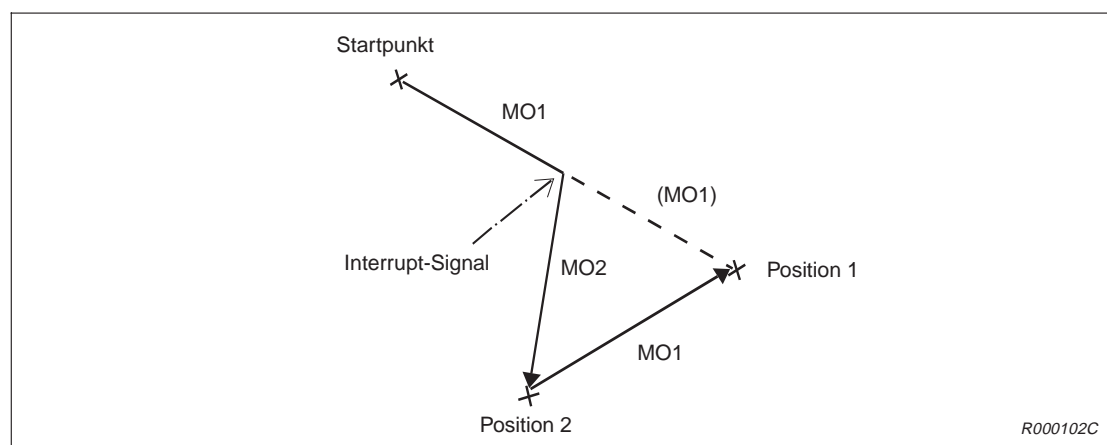 Startpunkt
MO1
(MO1)
Interrupt-Signal
MO2
Position 1
MO1
Position 2
R000102C